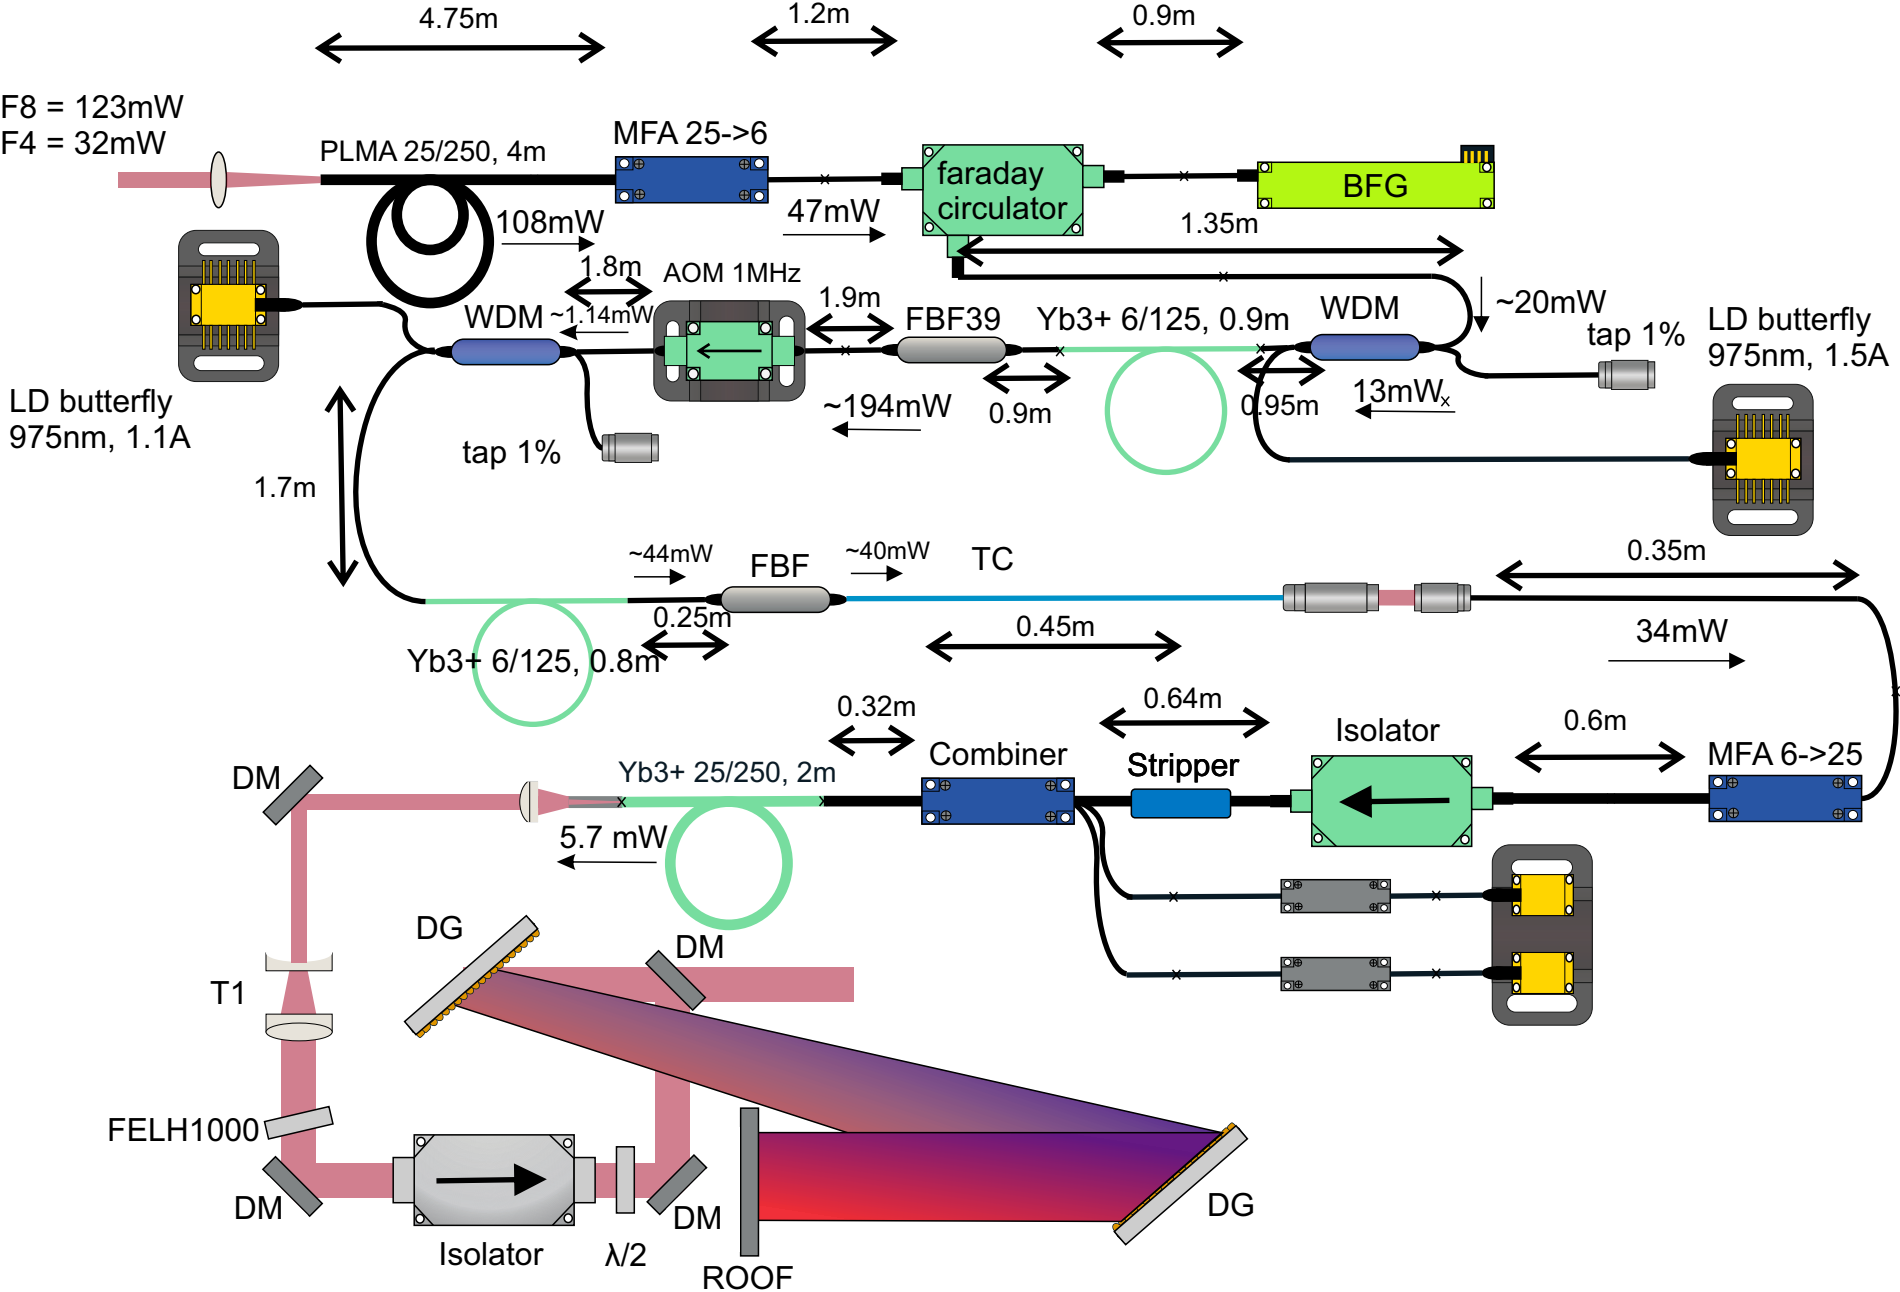 4.75m
1.2m
0.9m
F8 = 123mW
F4 = 32mW
PLMA 25/250, 4m
MFA 25->6
faraday
circulator
BFG
108mW
47mW
1.35m
1.8m
AOM 1MHz
1.9m
WDM
~1.14mW
FBF39
Yb3+ 6/125, 0.9m
WDM
~20mW
tap 1%
LD butterfly
975nm, 1.5A
LD butterfly
975nm, 1.1A
~194mW
0.9m
0.95m
13mW
tap 1%
1.7m
~44mW
FBF
~40mW
TC
0.35m
0.25m
0.45m
34mW
Yb3+ 6/125, 0.8m
0.32m
0.64m
Isolator
0.6m
MFA 6->25
DM
Yb3+ 25/250, 2m
Combiner
Stripper
5.7 mW
DG
DM
T1
FELH1000
DM
Isolator
λ/2
DM
ROOF
DG